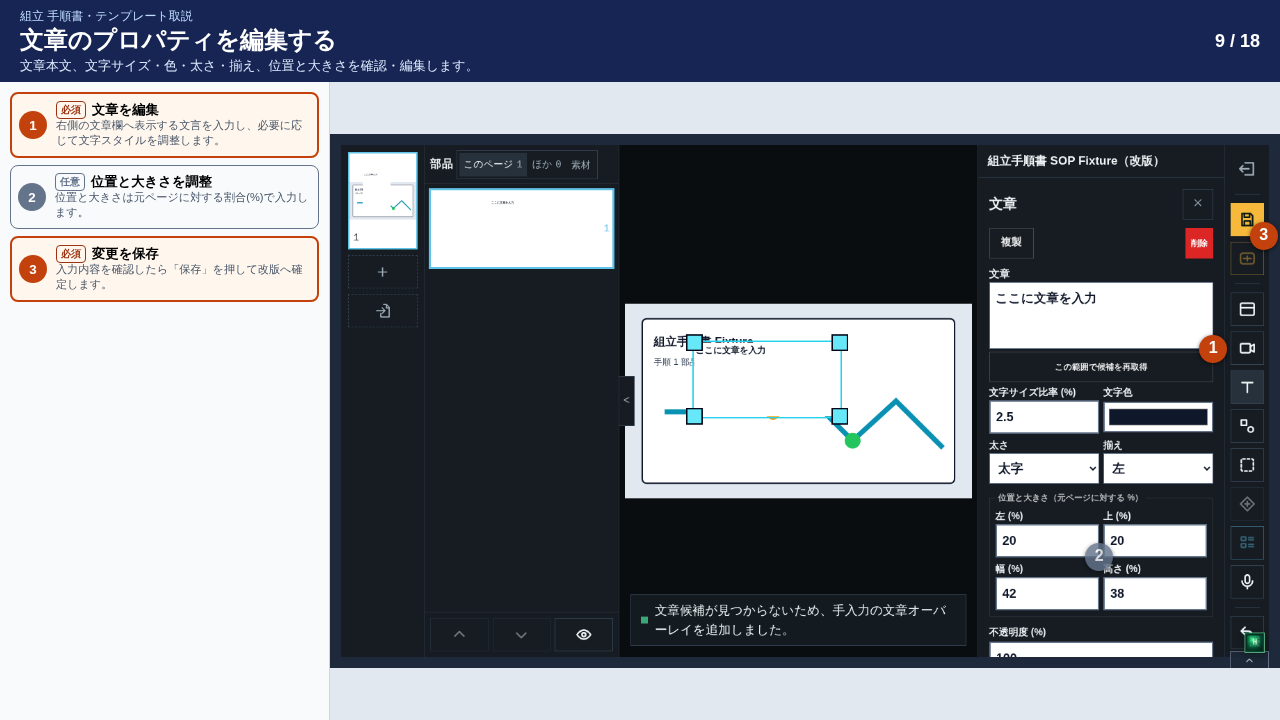 組立 手順書・テンプレート取説
文章のプロパティを編集する
文章本文、文字サイズ・色・太さ・揃え、位置と大きさを確認・編集します。
9 / 18
1
必須 文章を編集
右側の文章欄へ表示する文言を入力し、必要に応
じて文字スタイルを調整します。
2
任意 位置と大きさを調整
位置と大きさは元ページに対する割合(%)で入力し
ます。
3
必須 変更を保存
入力内容を確認したら「保存」を押して改版へ確
定します。
1
部品 このページ 1 ほか 0 素材
ここに文章を入力
1
<
組立手
手順 1 部
ここに文章を入力
文章候補が見つからないため、手入力の文章オーバ
ーレイを追加しました。
組立手順書 SOP Fixture（改版）
文章
複製
削除
文章
ここに文章を入力
この範囲で候補を再取得
文字サイズ比率 (%) 文字色
2.5
太さ 揃え
太字 左
位置と大きさ（元ページに対する %）
左 (%) 上 (%)
20 20
幅 (%) 高さ (%)
42 38
不透明度 (%)
100
3
1
2